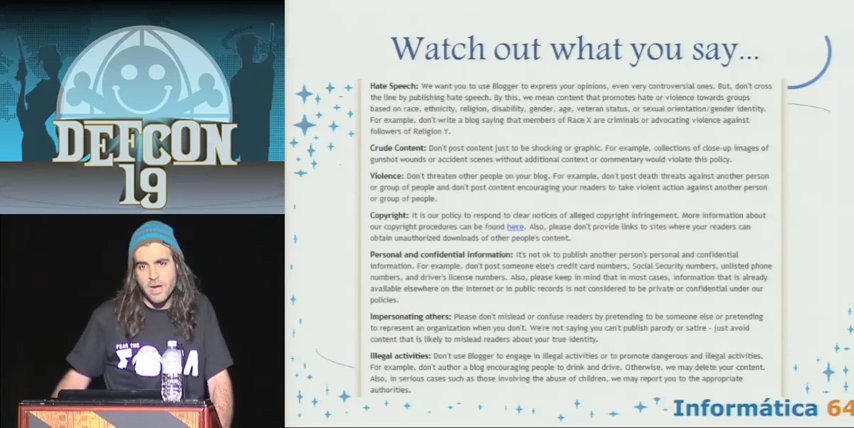 DEFCON
19
FEAR THE
Watch out what you say...
Hate Speech: We want you to use Blogger to express your opinions, even very controversial ones. But, don't cross
the line by publishing hate speech. By this, we mean content that promotes hate or violence towards groups
based on race, ethnicity, religion, disability, gender, age, veteran status, or sexual orientation/gender identity.
For example, don't write a blog saying that members of Race X are criminals or advocating violence against
followers of Religion Y.
Crude Content: Don't post content just to be shocking or graphic. For example, collections of close-up images of
gunshot wounds or accident scenes without additional context or commentary would violate this policy.
Violence: Don't threaten other people on your blog. For example, don't post death threats against another person
or group of people and don't post content encouraging your readers to take violent action against another person
or group of people.
Copyright: It is our policy to respond to clear notices of alleged copyright infringement. More information about
our copyright procedures can be found here. Also, please don't provide links to sites where your readers can
obtain unauthorized downloads of other people's content.
Personal and confidential information: It's not ok to publish another person's personal and confidential
information. For example, don't post someone else's credit card numbers, Social Security numbers, unlisted phone
numbers, and driver's license numbers. Also, please keep in mind that in most cases, information that is already
available elsewhere on the Internet or in public records is not considered to be private or confidential under our
policies.
Impersonating others: Please don't mislead or confuse readers by pretending to be someone else or pretending
to represent an organization when you don't. We're not saying you can't publish parody or satire - just avoid
content that is likely to mislead readers about your true identity.
Illegal activities: Don't use Blogger to engage in illegal activities or to promote dangerous and illegal activities.
For example, don't author a blog encouraging people to drink and drive. Otherwise, we may delete your content.
Also, in serious cases such as those involving the abuse of children, we may report you to the appropriate
authorities.
Informática 64